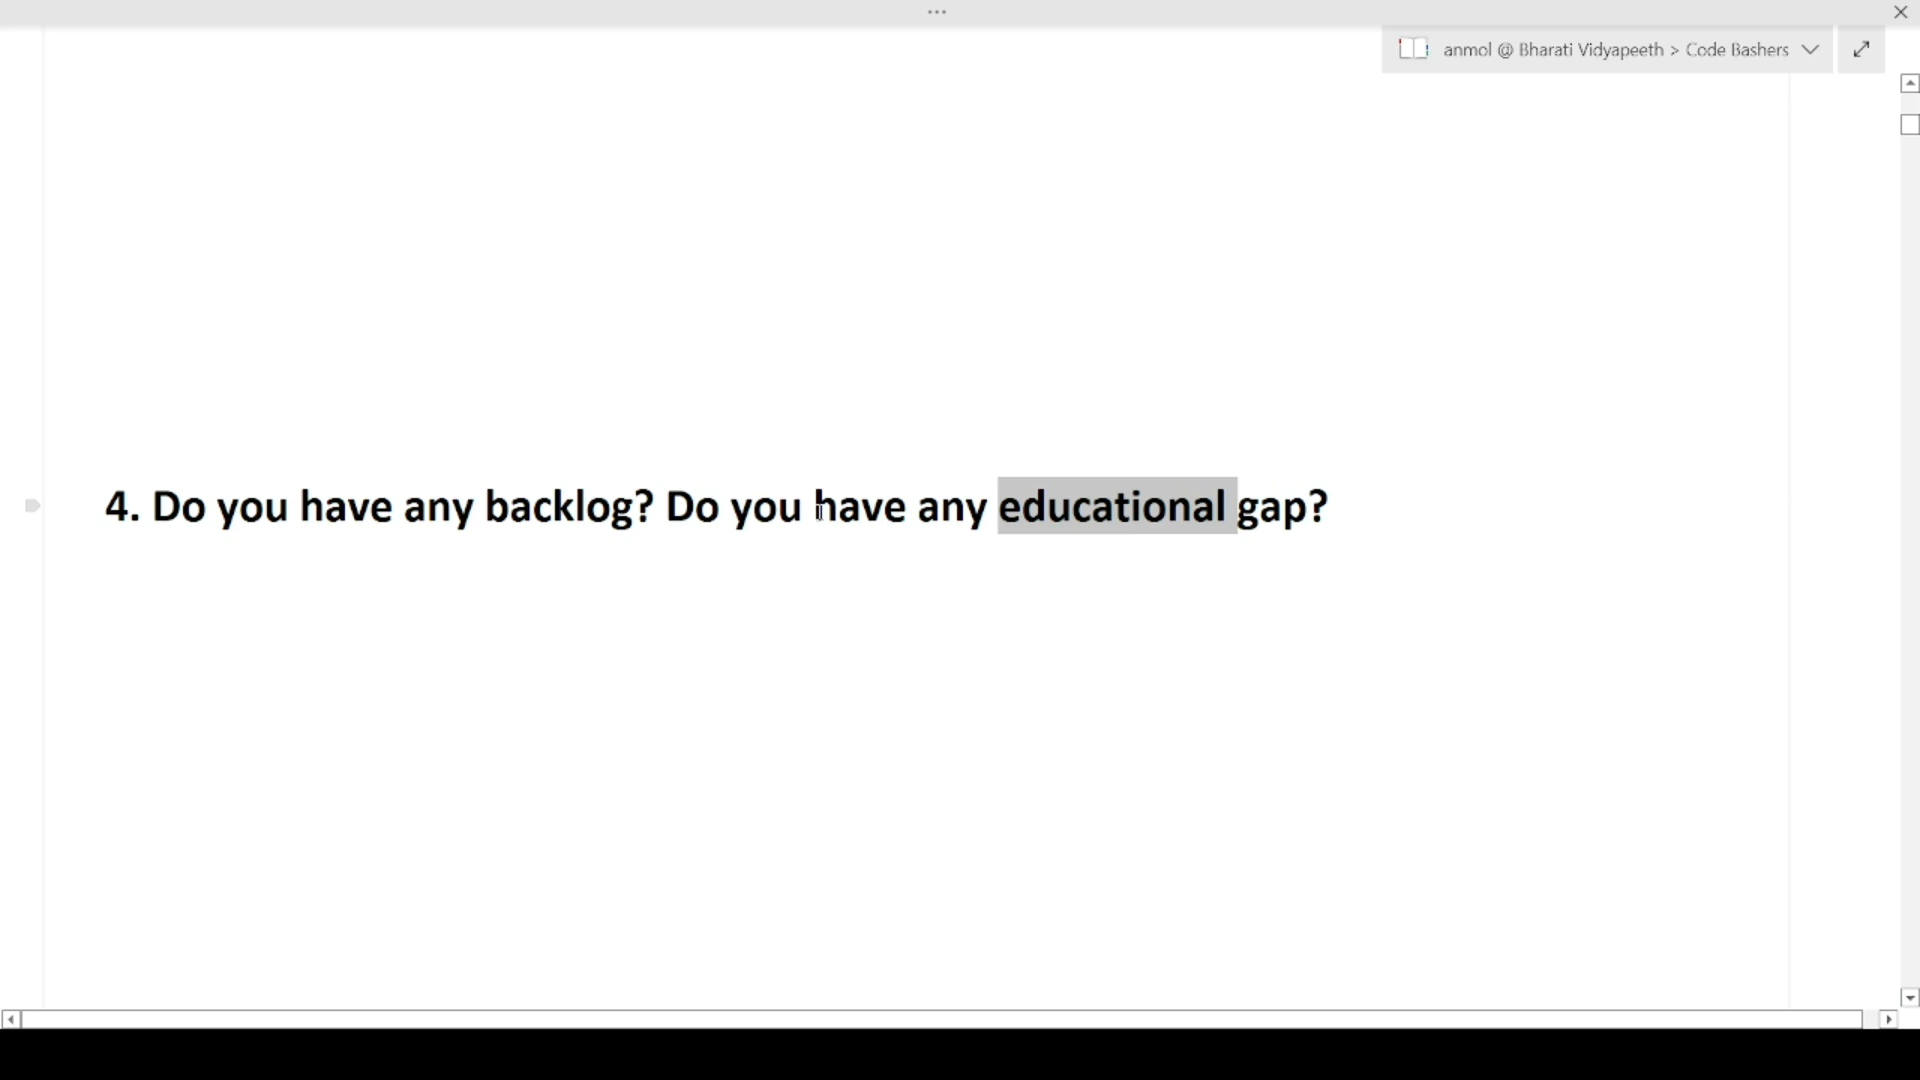 anmol @ Bharati Vidyapeeth > Code Bashers
4. Do you have any backlog? Do you have any educational gap?